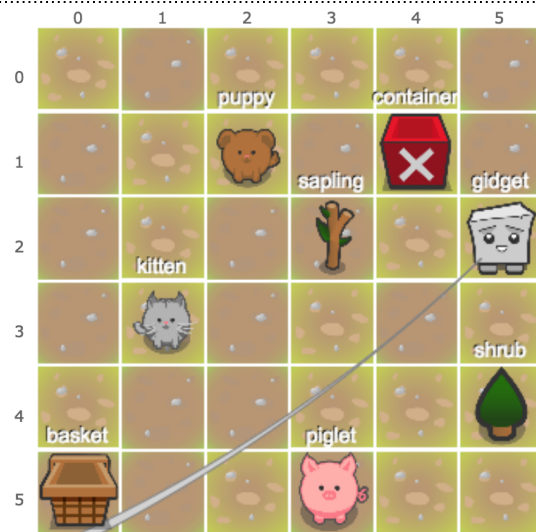 0 1 2 3 4 5
0
puppy container
1
sapling gidget
2
kitten
3
shrub
4
basket piglet
5